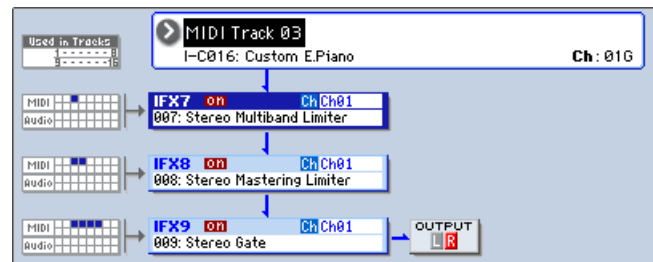 MIDI Track 03
Used in Tracks
1 - - - - - - 8
9 - - - - - -16
I-C016: Custom E.Piano
Ch: 01G
MIDI
Audio
IFX7 on Ch Ch01
007: Stereo Multiband Limiter
MIDI
Audio
IFX8 on Ch Ch01
008: Stereo Mastering Limiter
MIDI
Audio
IFX9 on Ch Ch01
009: Stereo Gate
OUTPUT
L R